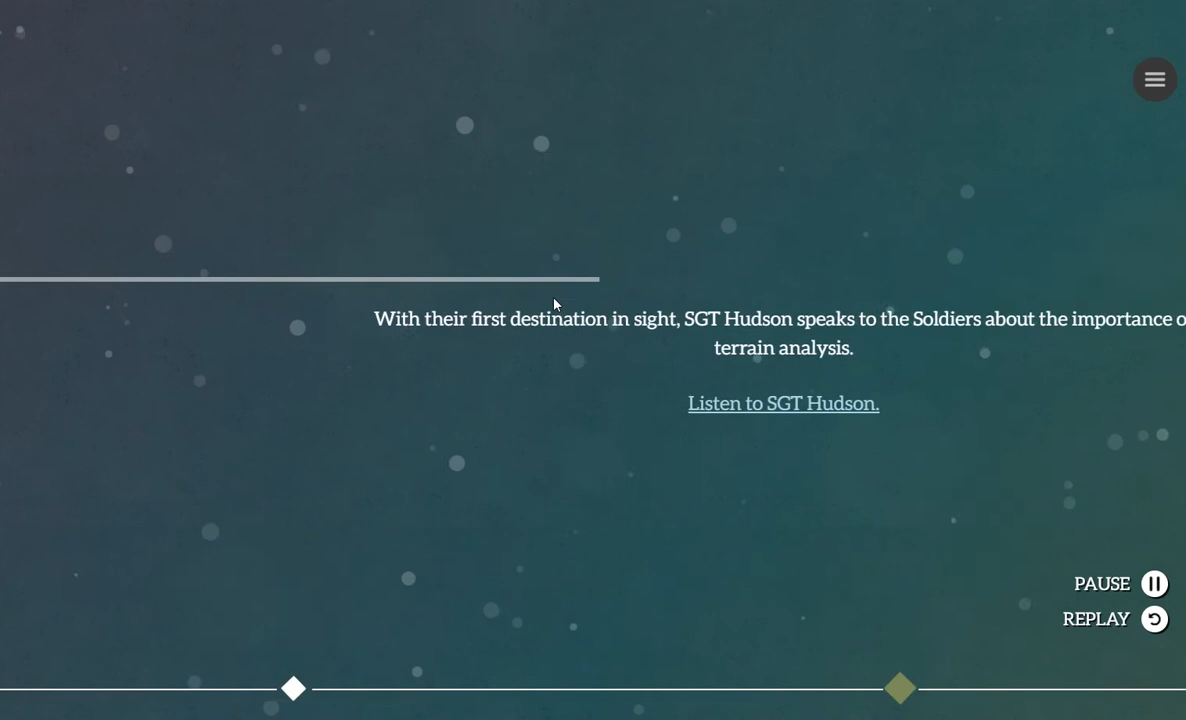 With their first destination in sight, SGT Hudson speaks to the Soldiers about the importance o
terrain analysis.
Listen to SGT Hudson.
PAUSE
REPLAY